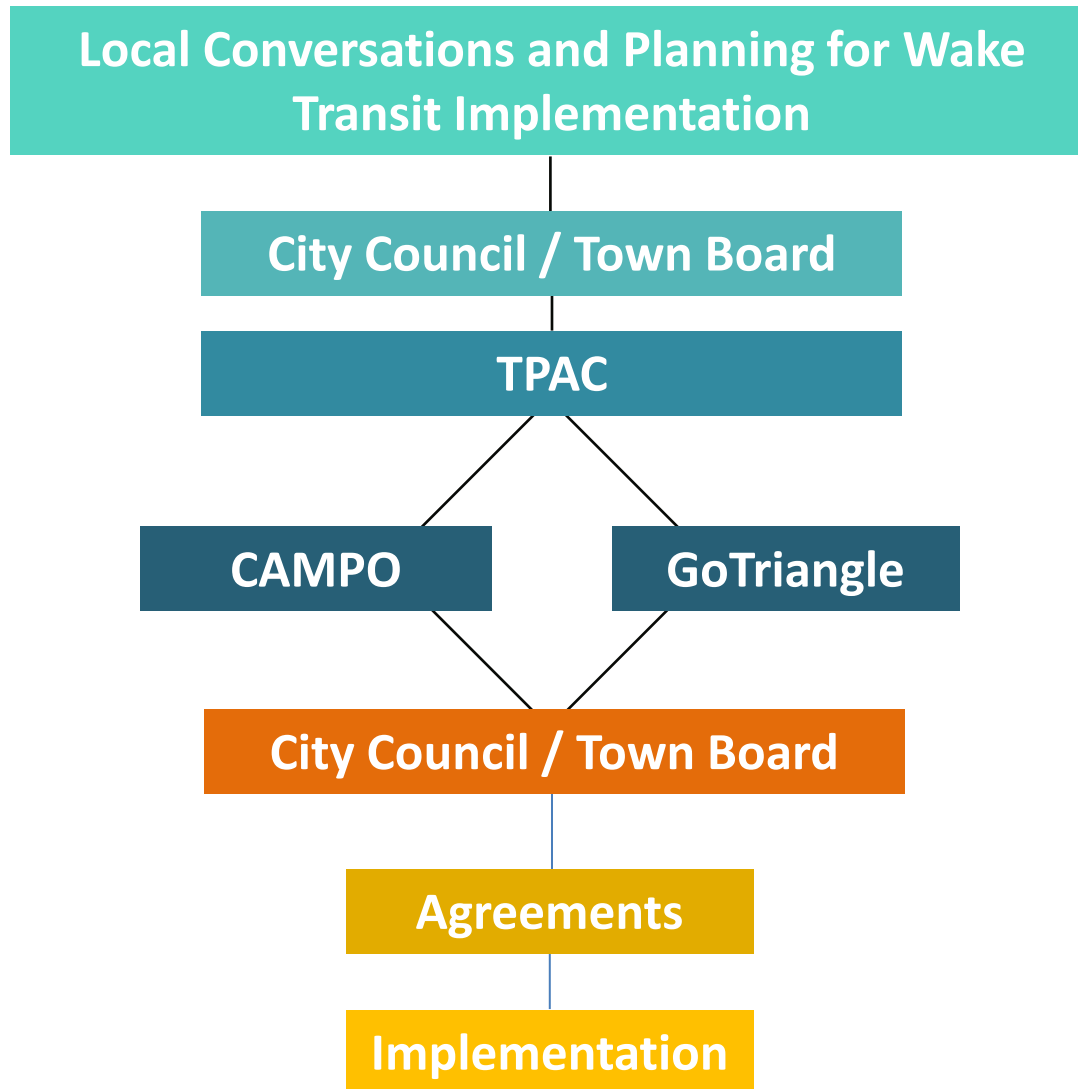 Local Conversations and Planning for Wake
Transit Implementation
City Council / Town Board
TPAC
CAMPO
GoTriangle
City Council / Town Board
Agreements
Implementation